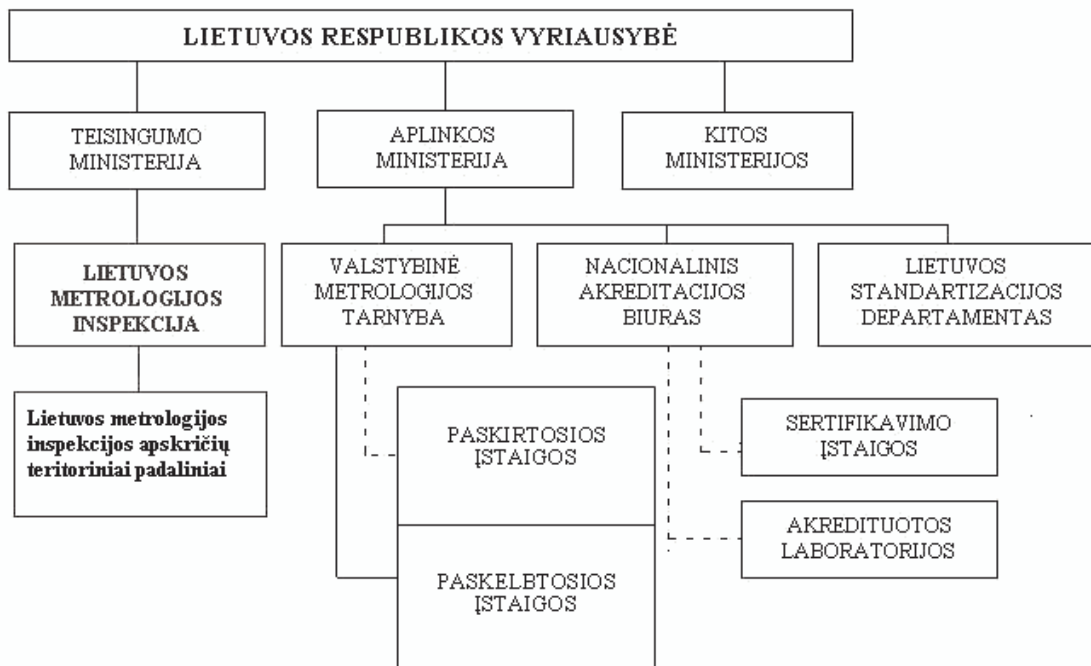 LIETUVOS RESPUBLIKOS VYRIAUSYBĖ
TEISINGUMO
MINISTERIJA
APLINKOS
MINISTERIJA
KITOS
MINISTERIJOS
LIETUVOS
METROLOGIJOS
INSPEKCIJA
VALSTYBINĖ
METROLOGIJOS
TARNYBA
NACIONALINIS
AKREDITACIJOS
BIURAS
LIETUVOS
STANDARTIZACIJOS
DEPARTAMENTAS
Lietuvos metrologijos
inspekcijos apskričių
teritoriniai padaliniai
PASKIRTOSIOS
ĮSTAIGOS
SERTIFIKAVIMO
ĮSTAIGOS
AKREDITUOTOS
LABORATORIJOS
PASKELBTOSIOS
ĮSTAIGOS